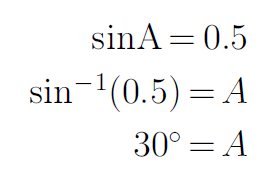 sinA = 0.5
sin⁻¹(0.5) = A
30° = A